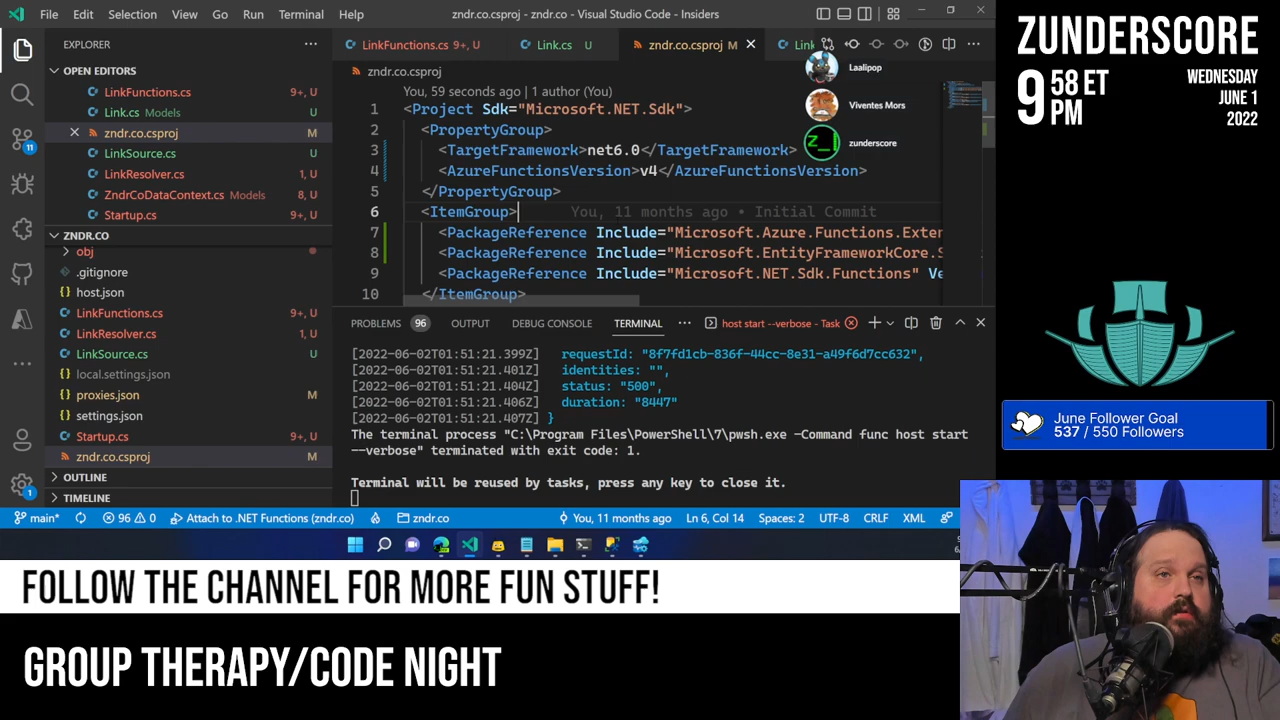 File Edit Selection View Go Run Terminal Help
zndr.co.csproj - zndr.co - Visual Studio Code - Insiders
EXPLORER
OPEN EDITORS
LinkFunctions.cs 9+, U
Link.cs Models U
zndr.co.csproj M
LinkSource.cs U
LinkResolver.cs 1, U
ZndrCoDataContext.cs Models 8, U
Startup.cs 9+, U
ZNDR.CO
obj
.gitignore
host.json
LinkFunctions.cs 9+, U
LinkResolver.cs 9+, U
LinkSource.cs U
local.settings.json
proxies.json M
settings.json
Startup.cs 9+, U
zndr.co.csproj M
OUTLINE
TIMELINE
11
1
LinkFunctions.cs 9+, U
Link.cs U
zndr.co.csproj M
Lin
zndr.co.csproj
You, 59 seconds ago | 1 author (You)
1 <Project Sdk="Microsoft.NET.Sdk">
2 <PropertyGroup>
3 <TargetFramework>net6.0</TargetFramework>
4 <AzureFunctionsVersion>v4</AzureFunctionsVersion>
5 </PropertyGroup>
6 <ItemGroup> You, 11 months ago • Initial Commit
7 <PackageReference Include="Microsoft.Azure.Functions.Exten
8 <PackageReference Include="Microsoft.EntityFrameworkCore.S
9 <PackageReference Include="Microsoft.NET.Sdk.Functions" Ve
10 </ItemGroup>
Laalipop
Viventes Mors
z_|
zunderscore
PROBLEMS 96 OUTPUT DEBUG CONSOLE TERMINAL host start --verbose - Task
[2022-06-02T01:51:21.399Z] requestId: "8f7fd1cb-836f-44cc-8e31-a49f6d7cc632",
[2022-06-02T01:51:21.401Z] identities: "",
[2022-06-02T01:51:21.404Z] status: "500",
[2022-06-02T01:51:21.406Z] duration: "8447"
[2022-06-02T01:51:21.407Z] }
The terminal process "C:\Program Files\PowerShell\7\pwsh.exe -Command func host start
--verbose" terminated with exit code: 1.
Terminal will be reused by tasks, press any key to close it.
main* 96 0 Attach to .NET Functions (zndr.co) zndr.co You, 11 months ago Ln 6, Col 14 Spaces: 2 UTF-8 CRLF XML
ZUNDERSCORE
9 58 ET
PM
WEDNESDAY
JUNE 1
2022
June Follower Goal
537 / 550 Followers
FOLLOW THE CHANNEL FOR MORE FUN STUFF!
GROUP THERAPY/CODE NIGHT